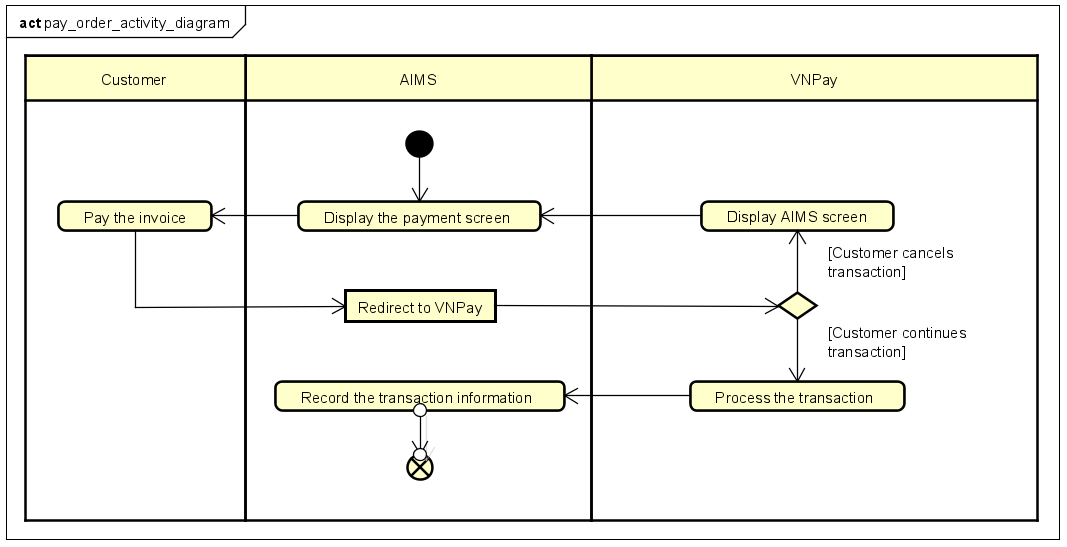 act pay_order_activity_diagram
Customer
AIMS
VNPay
Pay the invoice
Display the payment screen
Display AIMS screen
[Customer cancels
transaction]
Redirect to VNPay
[Customer continues
transaction]
Record the transaction information
Process the transaction